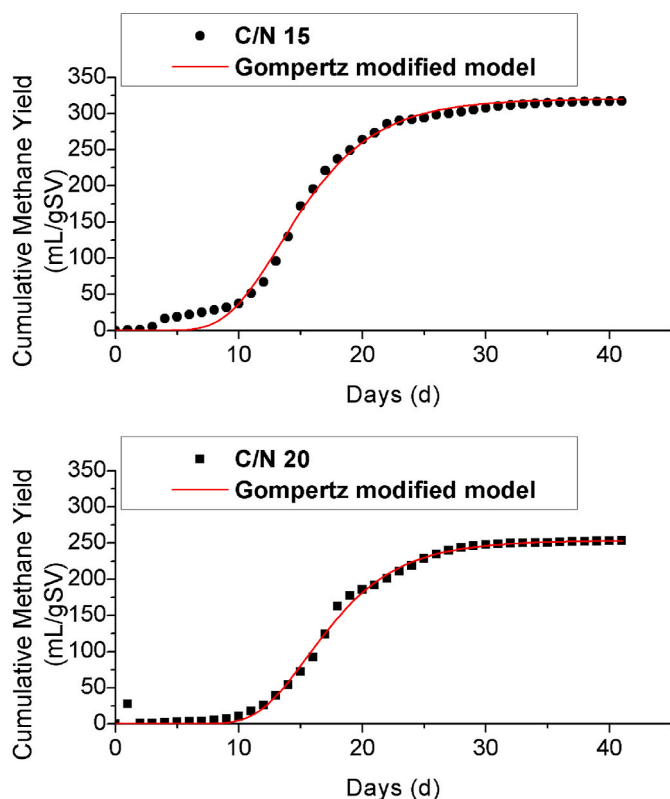 C/N 15
Gompertz modified model
350
300
250
200
150
100
50
0
Cumulative Methane Yield
(mL/gSV)
0 10 20 30 40
Days (d)
C/N 20
Gompertz modified model
350
300
250
200
150
100
50
0
Cumulative Methane Yield
(mL/gSV)
0 10 20 30 40
Days (d)